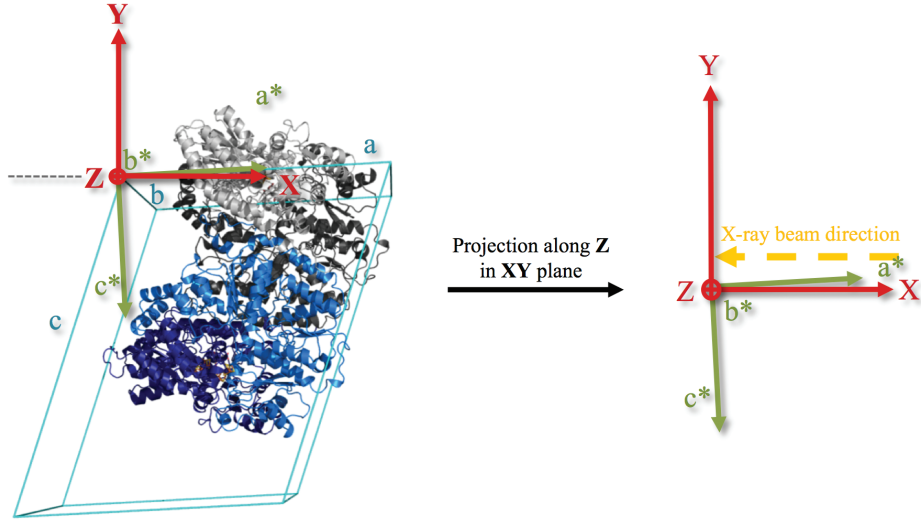 Y
a*
a
b*
Z
X
b
c*
c
Projection along Z
in XY plane
Y
X-ray beam direction
a*
Z
X
b*
c*